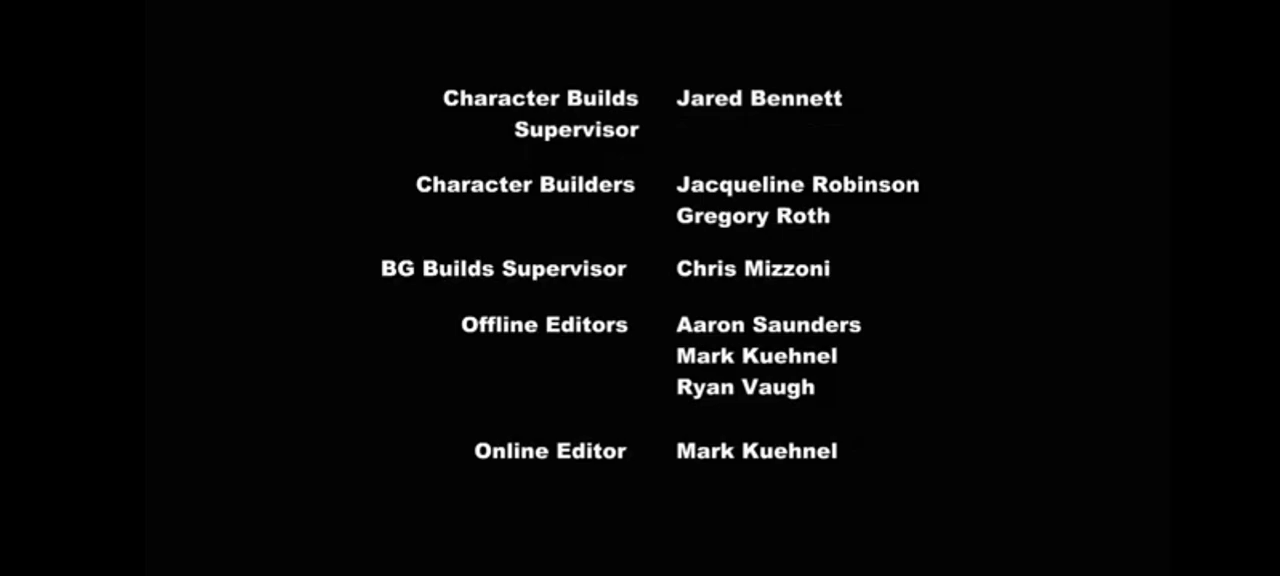 Character Builds Jared Bennett
Supervisor
Character Builders Jacqueline Robinson
Gregory Roth
BG Builds Supervisor Chris Mizzoni
Offline Editors Aaron Saunders
Mark Kuehnel
Ryan Vaugh
Online Editor Mark Kuehnel